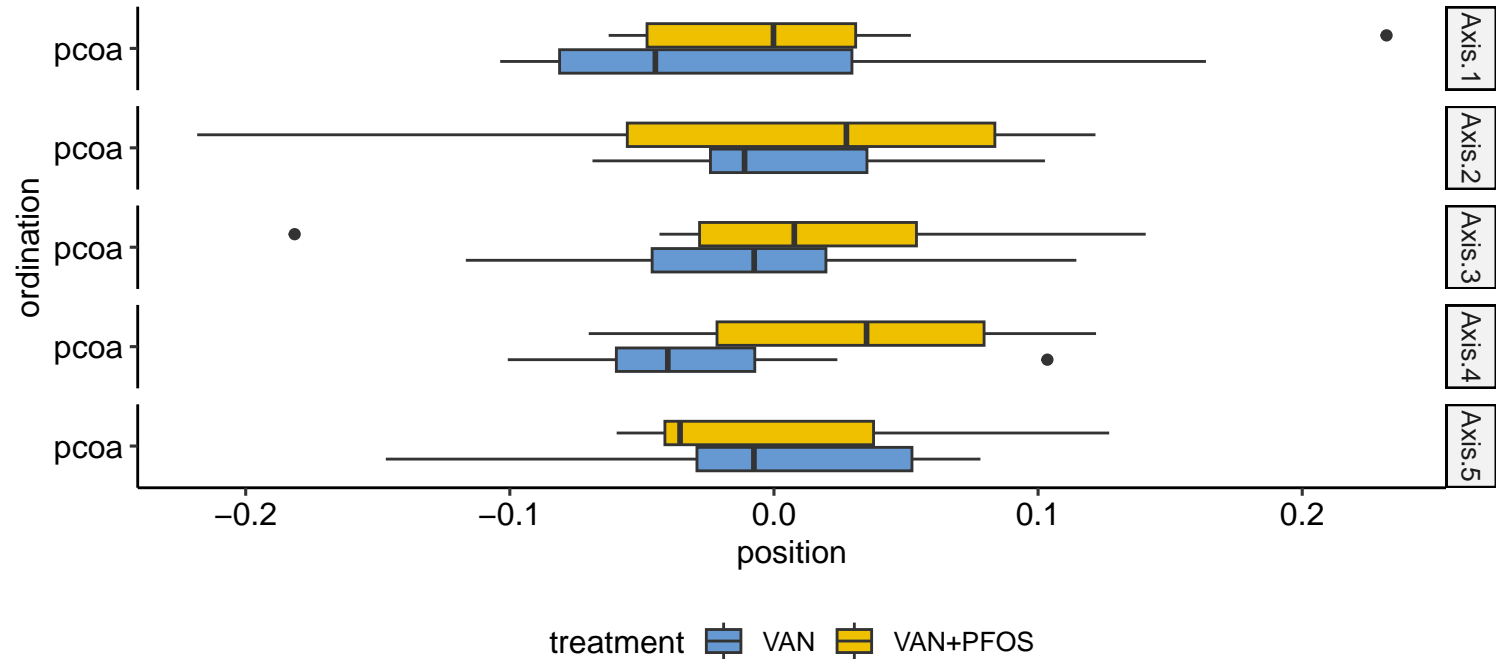 pcoa
Axis.1
pcoa
Axis.2
pcoa
Axis.3
pcoa
Axis.4
pcoa
Axis.5
ordination
−0.2 −0.1 0.0 0.1 0.2
position
treatment VAN VAN+PFOS